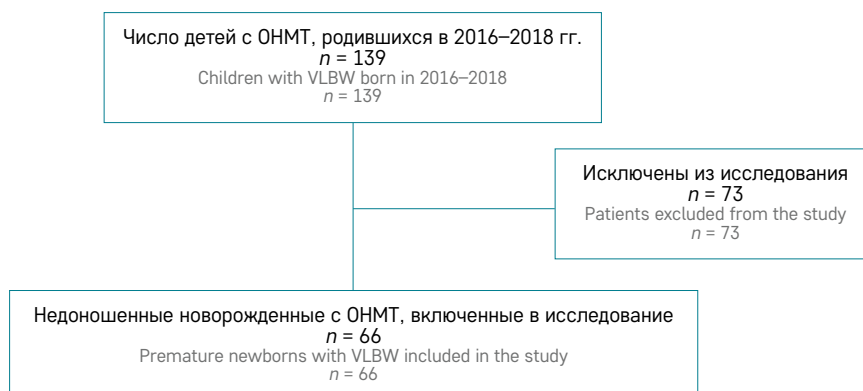 Число детей с ОНМТ, родившихся в 2016–2018 гг.
n = 139
Children with VLBW born in 2016–2018
n = 139
Исключены из исследования
n = 73
Patients excluded from the study
n = 73
Недоношенные новорожденные с ОНМТ, включенные в исследование
n = 66
Premature newborns with VLBW included in the study
n = 66